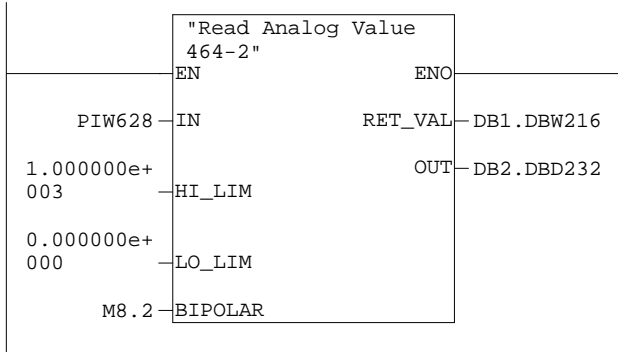 "Read Analog Value
464-2"
EN ENO
PIW628 IN RET_VAL DB1.DBW216
1.000000e+ OUT DB2.DBD232
003 HI_LIM
0.000000e+
000 LO_LIM
M8.2 BIPOLAR